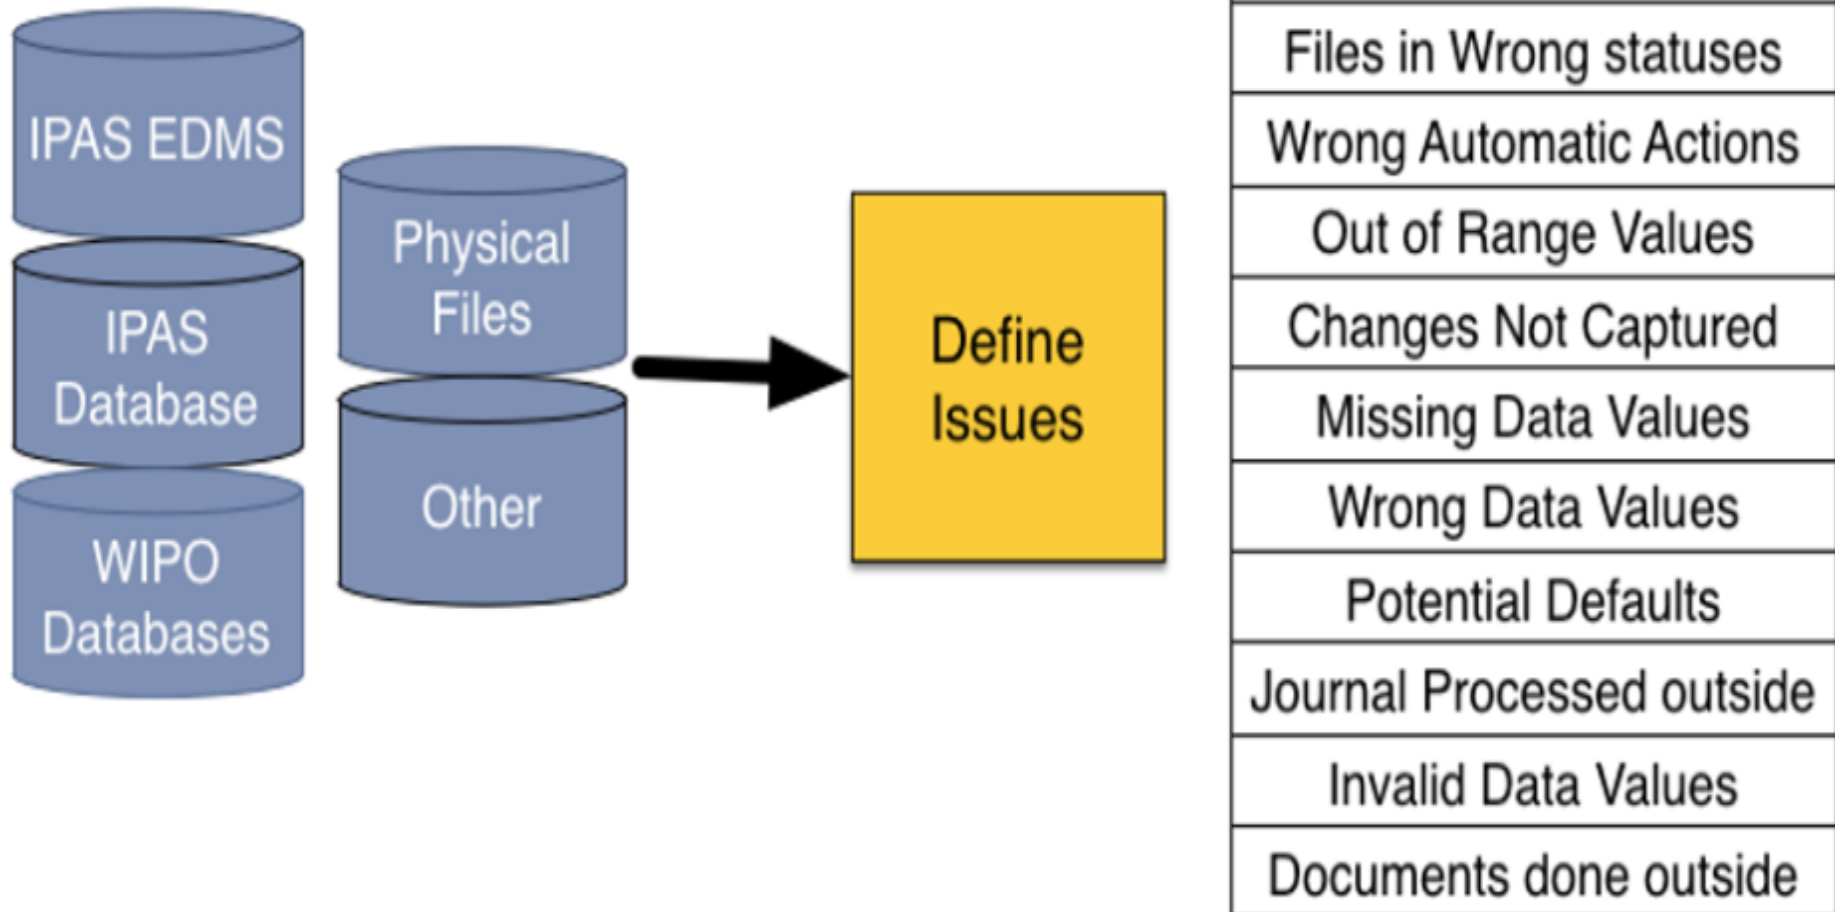 IPAS EDMS
IPAS
Database
WIPO
Databases
Physical
Files
Other
Define
Issues
Files in Wrong statuses
Wrong Automatic Actions
Out of Range Values
Changes Not Captured
Missing Data Values
Wrong Data Values
Potential Defaults
Journal Processed outside
Invalid Data Values
Documents done outside